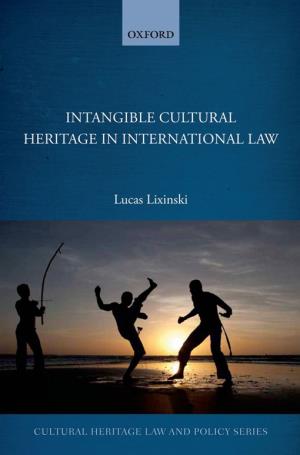 OXFORD
INTANGIBLE CULTURAL
HERITAGE IN INTERNATIONAL LAW
Lucas Lixinski
CULTURAL HERITAGE LAW AND POLICY SERIES